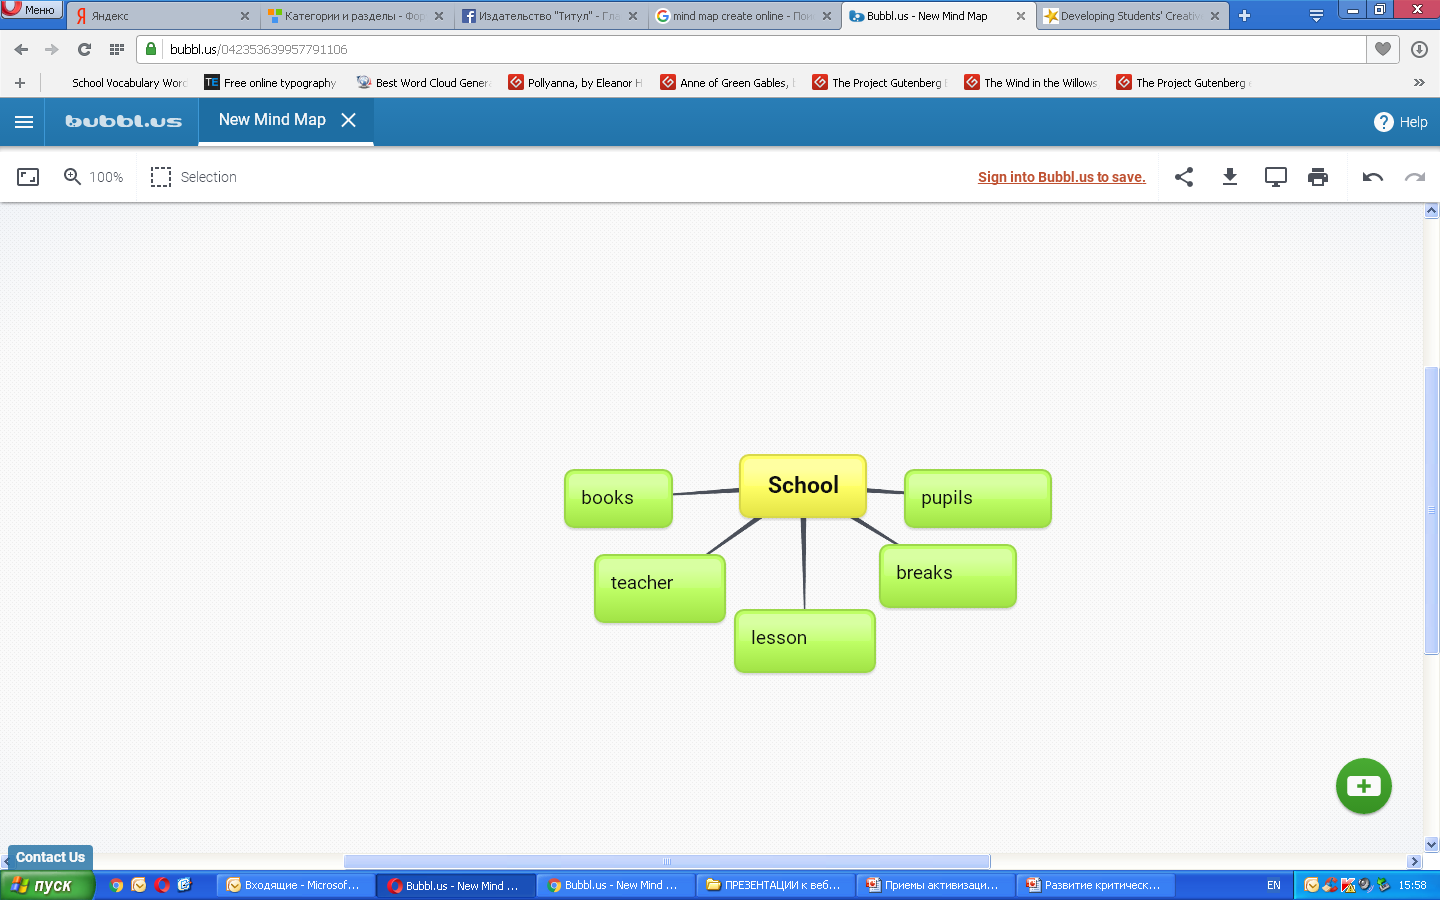 Меню
Яндекс
Категории и разделы - Фор
Издательство "Титул" - Гла
mind map create online - Пои
Bubbl.us - New Mind Map
Developing Students' Creativ
bubbl.us/042353639957791106
School Vocabulary Word
TE Free online typography
Best Word Cloud Genera
Pollyanna, by Eleanor H
Anne of Green Gables, b
The Project Gutenberg E
The Wind in the Willows,
The Project Gutenberg e
bubbl.us
New Mind Map
Help
100%
Selection
Sign into Bubbl.us to save.
School
books
pupils
breaks
teacher
lesson
Contact Us
пуск
Входящие - Microsof...
Bubbl.us - New Mind ...
Bubbl.us - New Mind ...
ПРЕЗЕНТАЦИИ к веб...
Приемы активизаци...
Развитие критическ...
EN
15:58